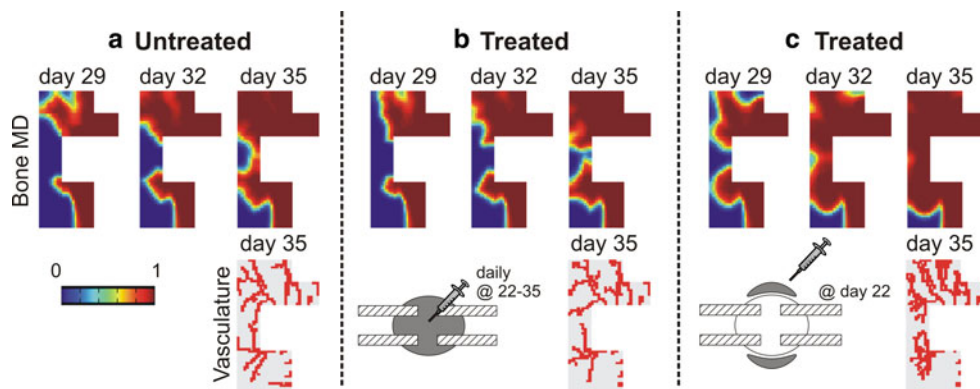 a Untreated
b Treated
c Treated
day 29 day 32 day 35
day 29 day 32 day 35
day 29 day 32 day 35
Bone MD
day 35
day 35
day 35
0 1
Vasculature
daily
@ 22-35
@ day 22